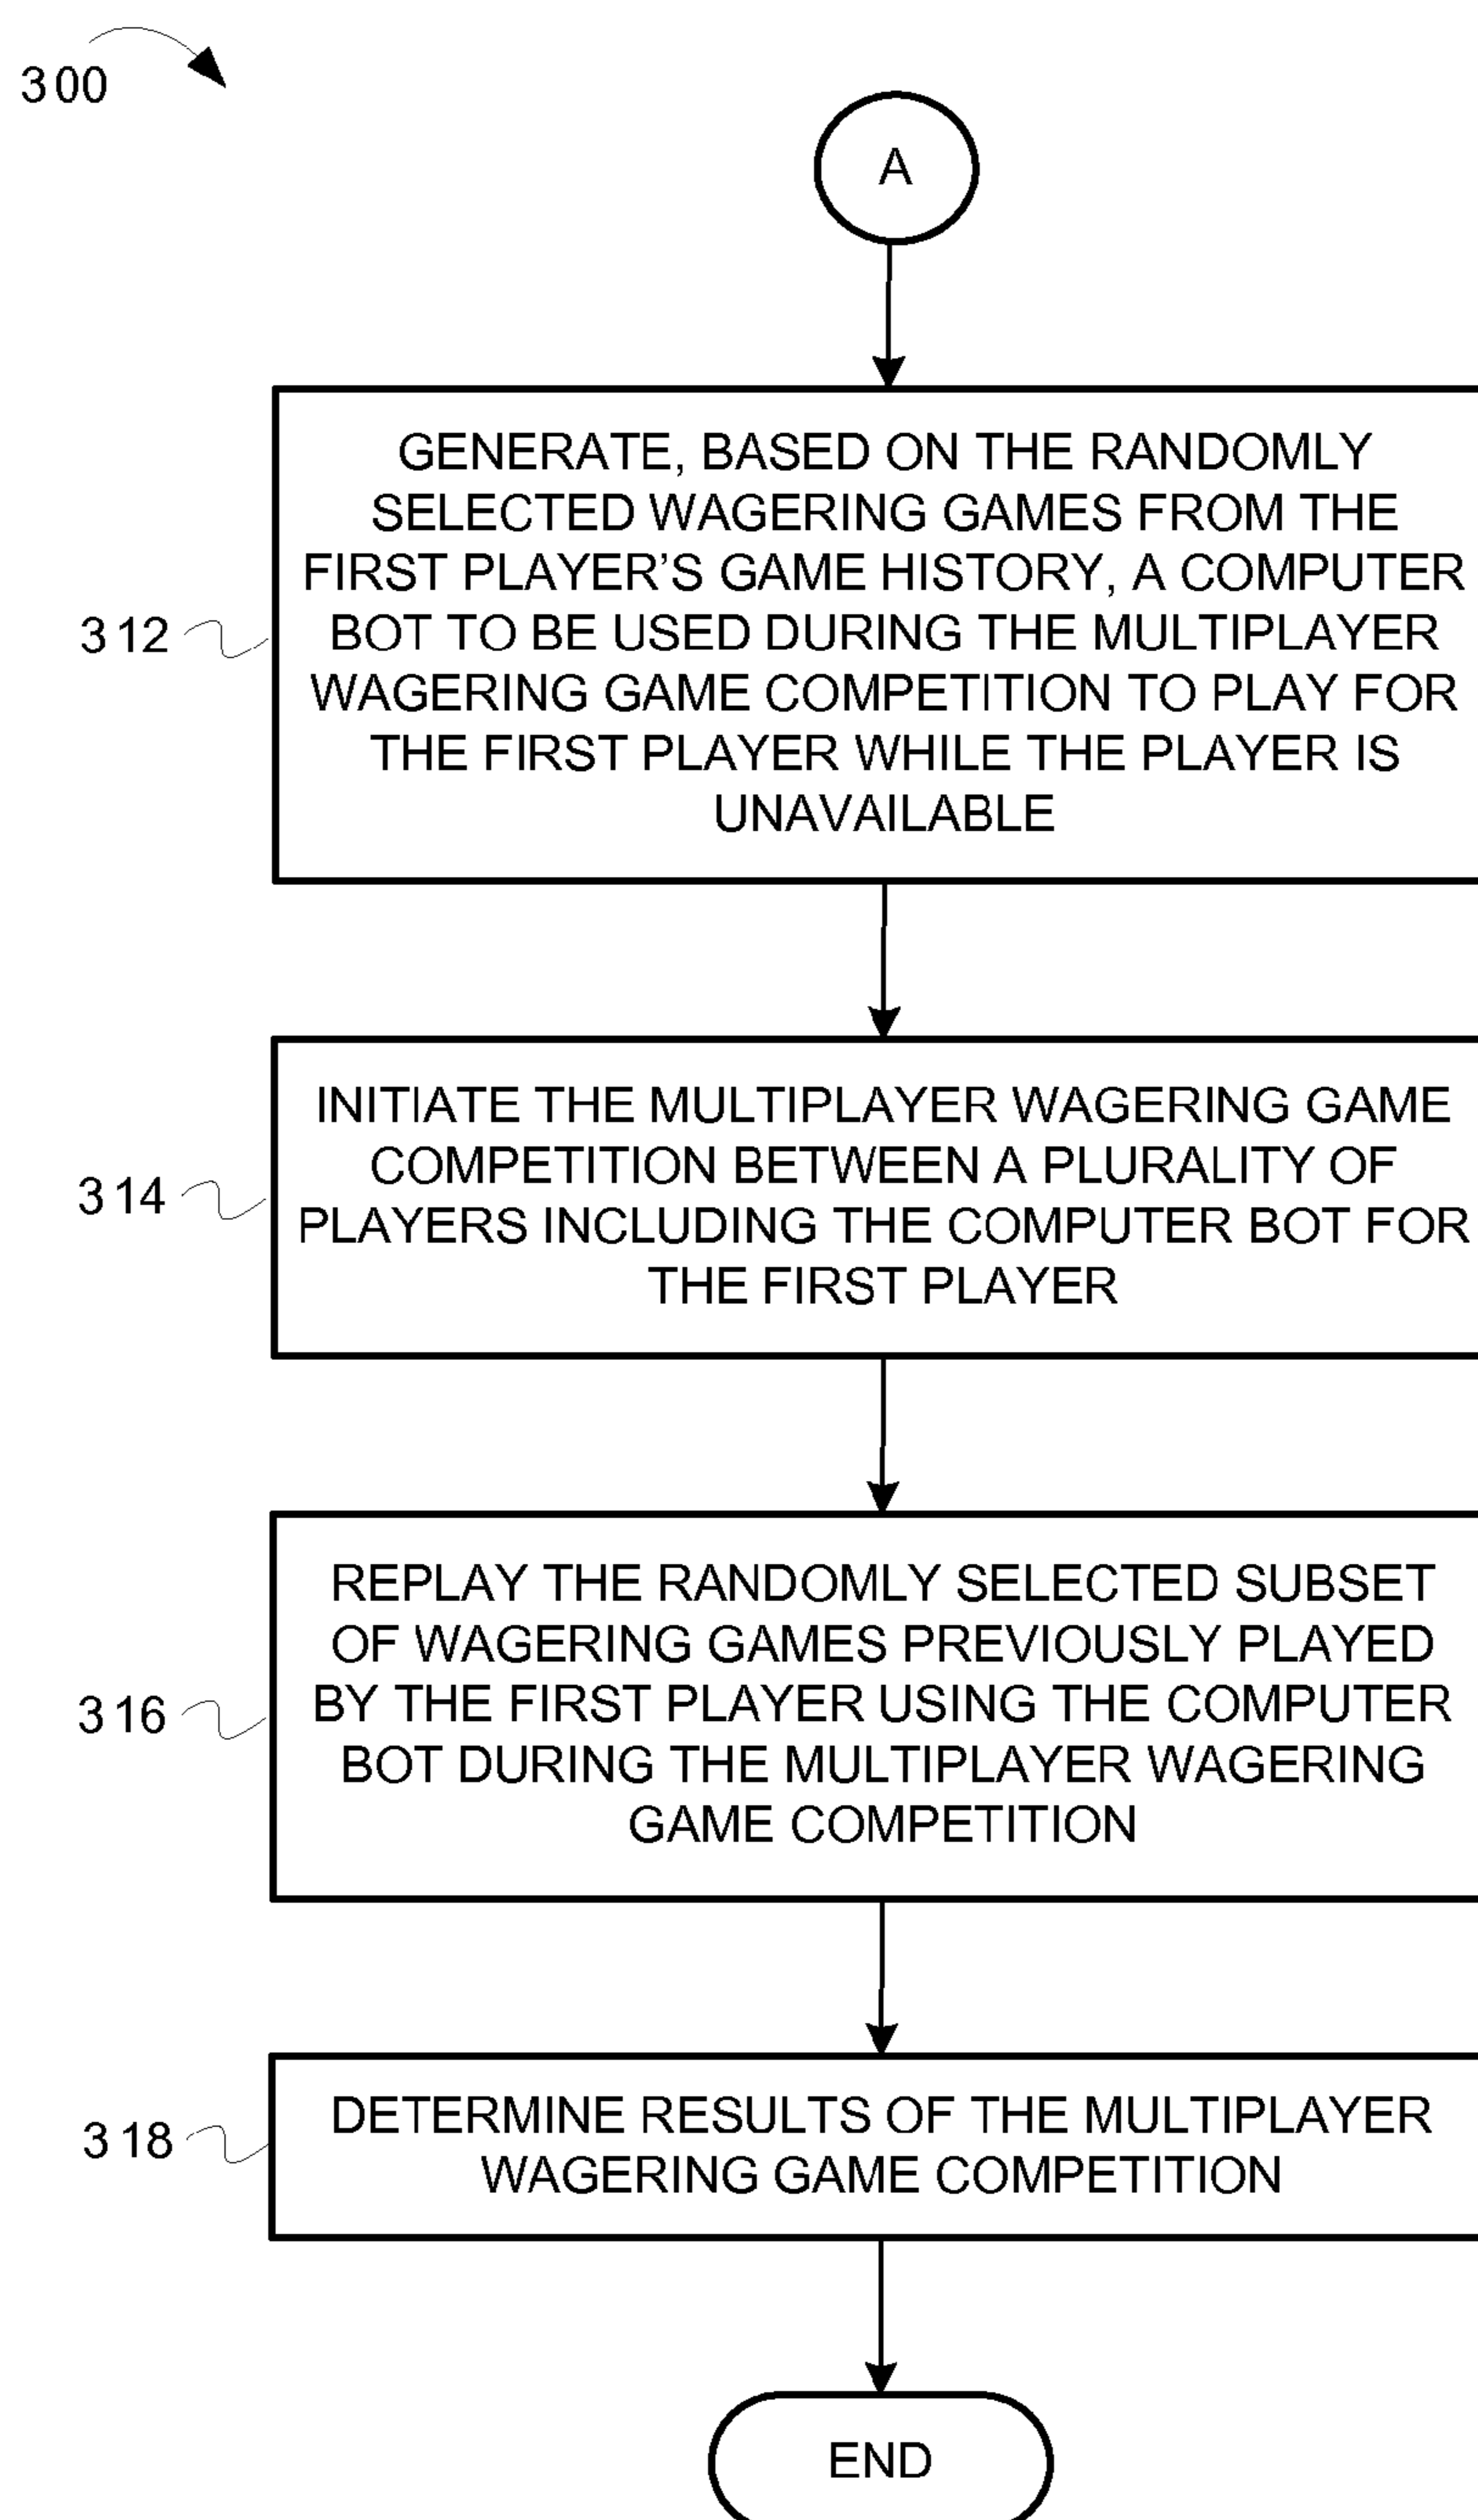 300
A
GENERATE, BASED ON THE RANDOMLY
SELECTED WAGERING GAMES FROM THE
FIRST PLAYER’S GAME HISTORY, A COMPUTER
BOT TO BE USED DURING THE MULTIPLAYER
WAGERING GAME COMPETITION TO PLAY FOR
THE FIRST PLAYER WHILE THE PLAYER IS
UNAVAILABLE
312
INITIATE THE MULTIPLAYER WAGERING GAME
COMPETITION BETWEEN A PLURALITY OF
PLAYERS INCLUDING THE COMPUTER BOT FOR
THE FIRST PLAYER
314
REPLAY THE RANDOMLY SELECTED SUBSET
OF WAGERING GAMES PREVIOUSLY PLAYED
BY THE FIRST PLAYER USING THE COMPUTER
BOT DURING THE MULTIPLAYER WAGERING
GAME COMPETITION
316
DETERMINE RESULTS OF THE MULTIPLAYER
WAGERING GAME COMPETITION
318
END